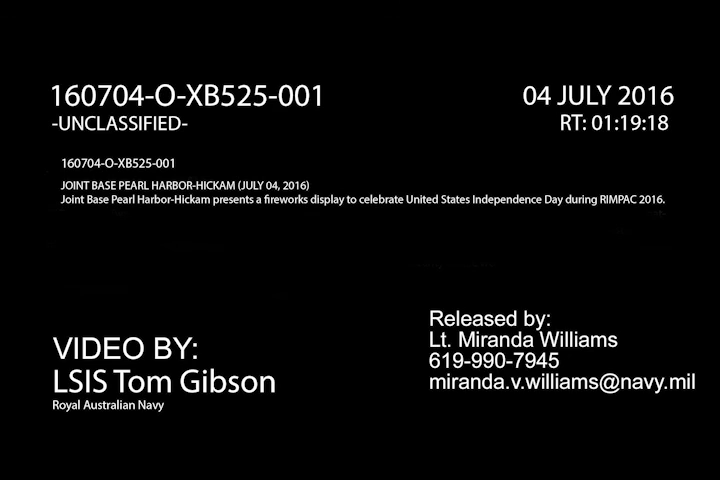 160704-O-XB525-001
04 JULY 2016
-UNCLASSIFIED-
RT: 01:19:18
160704-O-XB525-001
JOINT BASE PEARL HARBOR-HICKAM (JULY 04, 2016)
Joint Base Pearl Harbor-Hickam presents a fireworks display to celebrate United States Independence Day during RIMPAC 2016.
VIDEO BY:
LSIS Tom Gibson
Royal Australian Navy
Released by:
Lt. Miranda Williams
619-990-7945
miranda.v.williams@navy.mil